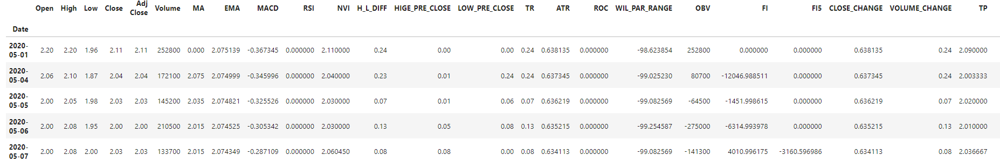 Open High Low Close Adj Close Volume MA EMA MACD RSI NVI H_L_DIFF HIGE_PRE_CLOSE LOW_PRE_CLOSE TR ATR ROC WIL_PAR_RANGE OBV FI FI5 CLOSE_CHANGE VOLUME_CHANGE TP
Date
2020-05-01 2.20 2.20 1.96 2.11 2.11 252800 0.000 2.075139 -0.367345 0.000000 2.110000 0.24 0.00 0.00 0.24 0.638135 0.000000 -98.623854 252800 0.000000 0.000000 0.638135 0.24 2.090000
2020-05-04 2.06 2.10 1.87 2.04 2.04 172100 2.075 2.074999 -0.345996 0.000000 2.040000 0.23 0.01 0.24 0.24 0.637345 0.000000 -99.025230 80700 -12046.988511 0.000000 0.637345 0.24 2.003333
2020-05-05 2.00 2.05 1.98 2.03 2.03 145200 2.035 2.074821 -0.325526 0.000000 2.030000 0.07 0.01 0.06 0.07 0.636219 0.000000 -99.082569 -64500 -1451.998615 0.000000 0.636219 0.07 2.020000
2020-05-06 2.00 2.08 1.95 2.00 2.00 210500 2.015 2.074525 -0.305342 0.000000 2.030000 0.13 0.05 0.08 0.13 0.635215 0.000000 -99.254587 -275000 -6314.993978 0.000000 0.635215 0.13 2.010000
2020-05-07 2.00 2.08 2.00 2.03 2.03 133700 2.015 2.074349 -0.287109 0.000000 2.060450 0.08 0.08 0.00 0.08 0.634113 0.000000 -99.082569 -141300 4010.996175 -3160.596986 0.634113 0.08 2.036667